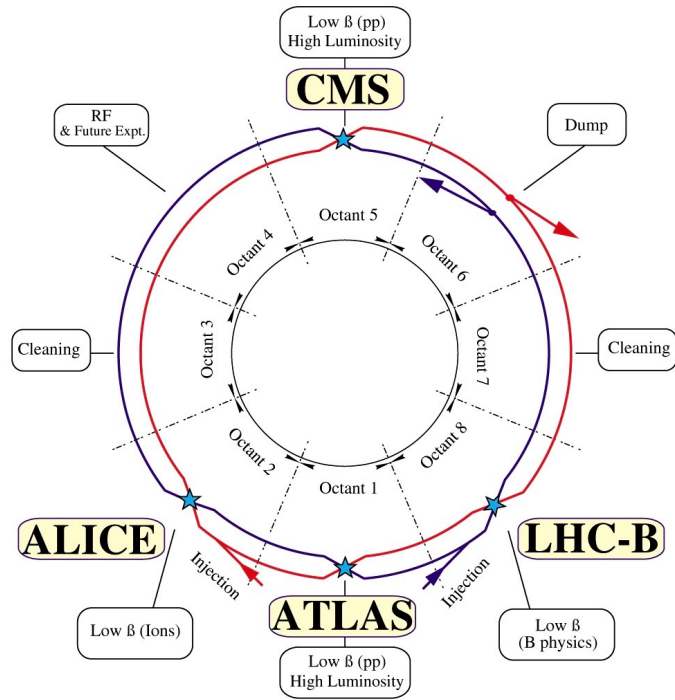 Low ß (pp)
High Luminosity
CMS
RF
& Future Expt.
Dump
Octant 5
Octant 4
Octant 6
Cleaning
Octant 3
Octant 7
Cleaning
Octant 2
Octant 8
Octant 1
ALICE
LHC-B
Injection
Injection
ATLAS
Low ß (Ions)
Low ß
(B physics)
Low ß (pp)
High Luminosity